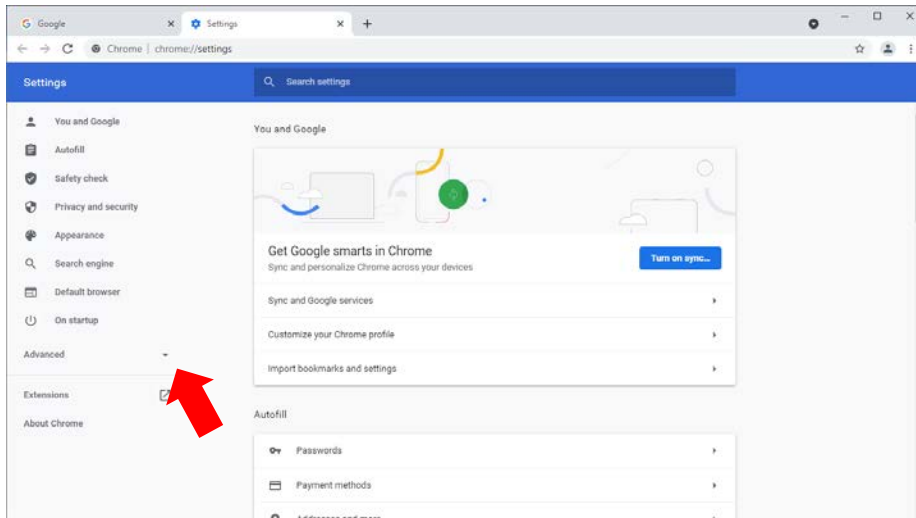 Google
Settings
Chrome | chrome://settings
Settings
Search settings
You and Google
Autofill
Safety check
Privacy and security
Appearance
Search engine
Default browser
On startup
Advanced
Extensions
About Chrome
You and Google
Get Google smarts in Chrome
Sync and personalize Chrome across your devices
Turn on sync...
Sync and Google services
Customize your Chrome profile
Import bookmarks and settings
Autofill
Passwords
Payment methods
Addresses and more